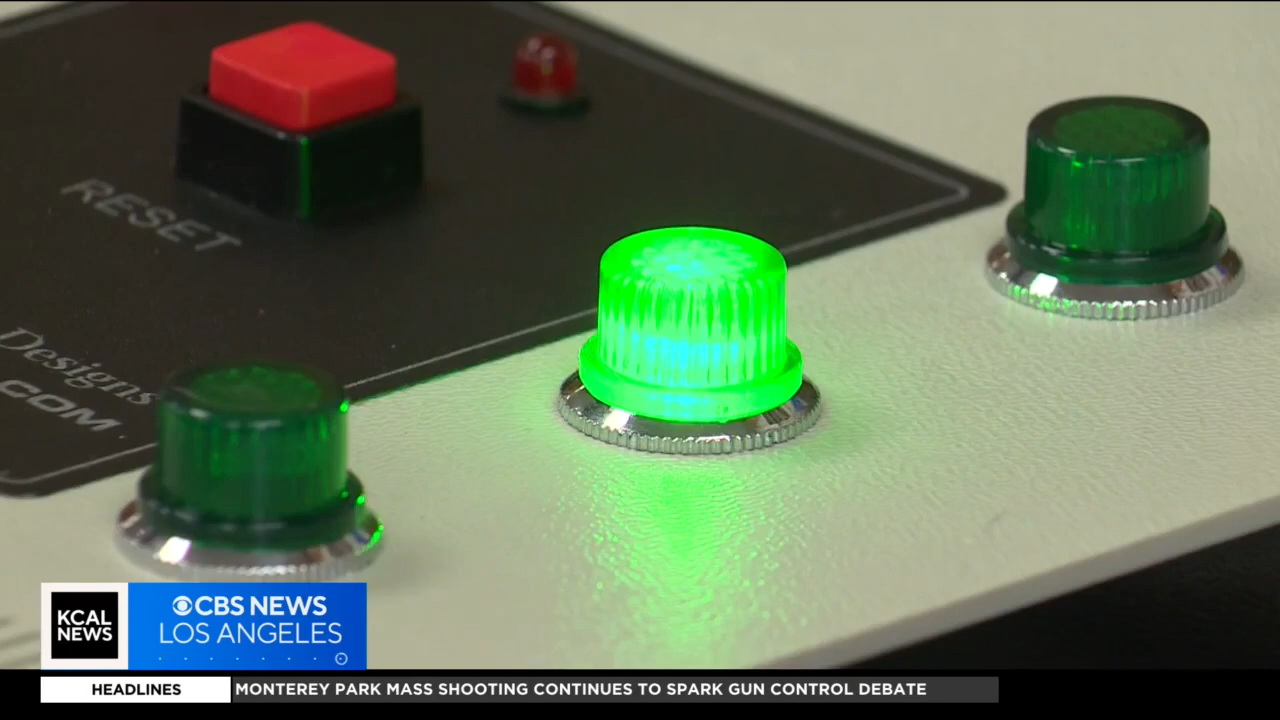 RESET
Designs
COM
KCAL
NEWS
CBS NEWS
LOS ANGELES
HEADLINES
MONTEREY PARK MASS SHOOTING CONTINUES TO SPARK GUN CONTROL DEBATE